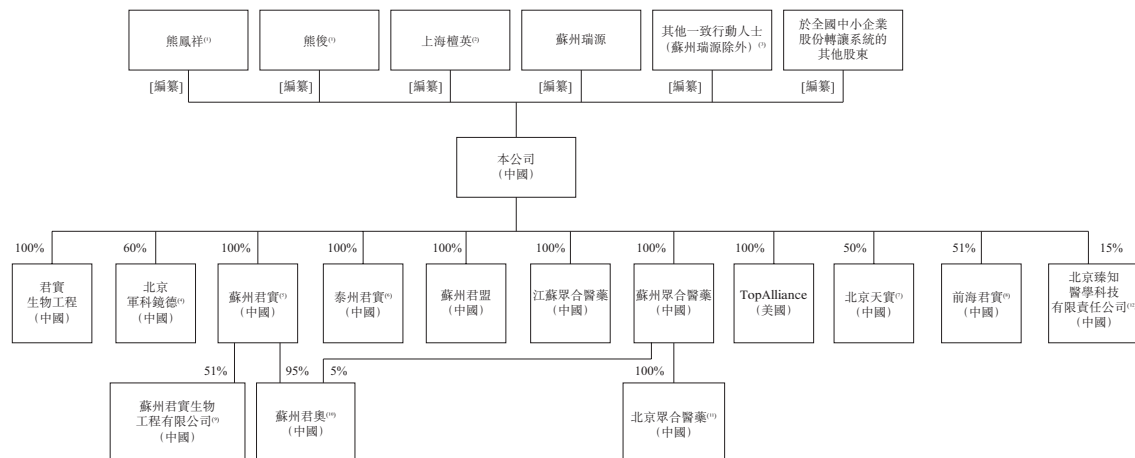 熊鳳祥⁽¹⁾
熊俊⁽¹⁾
上海檀英⁽²⁾
蘇州瑞源
其他一致行動人士
(蘇州瑞源除外)⁽³⁾
於全國中小企業
股份轉讓系統的
其他股東
[編纂]
[編纂]
[編纂]
[編纂]
[編纂]
[編纂]
本公司
(中國)
100%
60%
100%
100%
100%
100%
100%
100%
50%
51%
15%
君實
生物工程
(中國)
北京
軍科鏡德⁽⁴⁾
(中國)
蘇州君實⁽⁵⁾
(中國)
泰州君實⁽⁶⁾
(中國)
蘇州君盟
(中國)
江蘇眾合醫藥
(中國)
蘇州眾合醫藥
(中國)
TopAlliance
(美國)
北京天實⁽⁷⁾
(中國)
前海君實⁽⁸⁾
(中國)
北京臻知
醫學科技
有限責任公司⁽¹²⁾
(中國)
51%
95%
5%
100%
蘇州君實生物
工程有限公司⁽⁹⁾
(中國)
蘇州君奧⁽¹⁰⁾
(中國)
北京眾合醫藥⁽¹¹⁾
(中國)